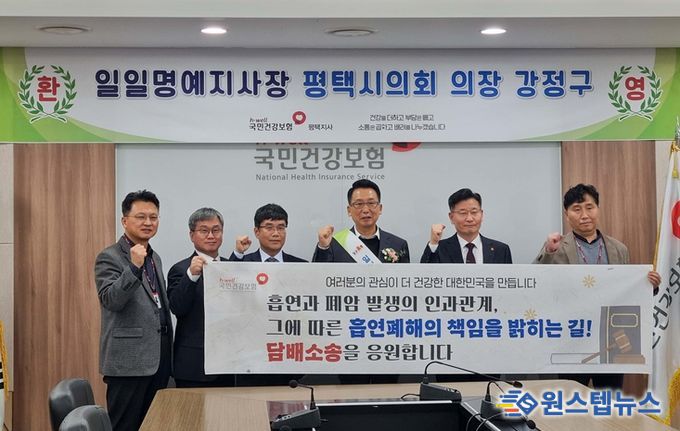 환 일일명예지사장 평택시의회 의장 강정구 영
h-well
국민건강보험 평택지사
건강을 더하고 부담은 빼고
소통은 곱하고 배려를 나누겠습니다
h-well
국민건강보험
National Health Insurance Service
h-well
국민건강보험
여러분의 관심이 더 건강한 대한민국을 만듭니다
흡연과 폐암 발생의 인과관계,
그에 따른 흡연폐해의 책임을 밝히는 길!
담배소송을 응원합니다
원스텝뉴스